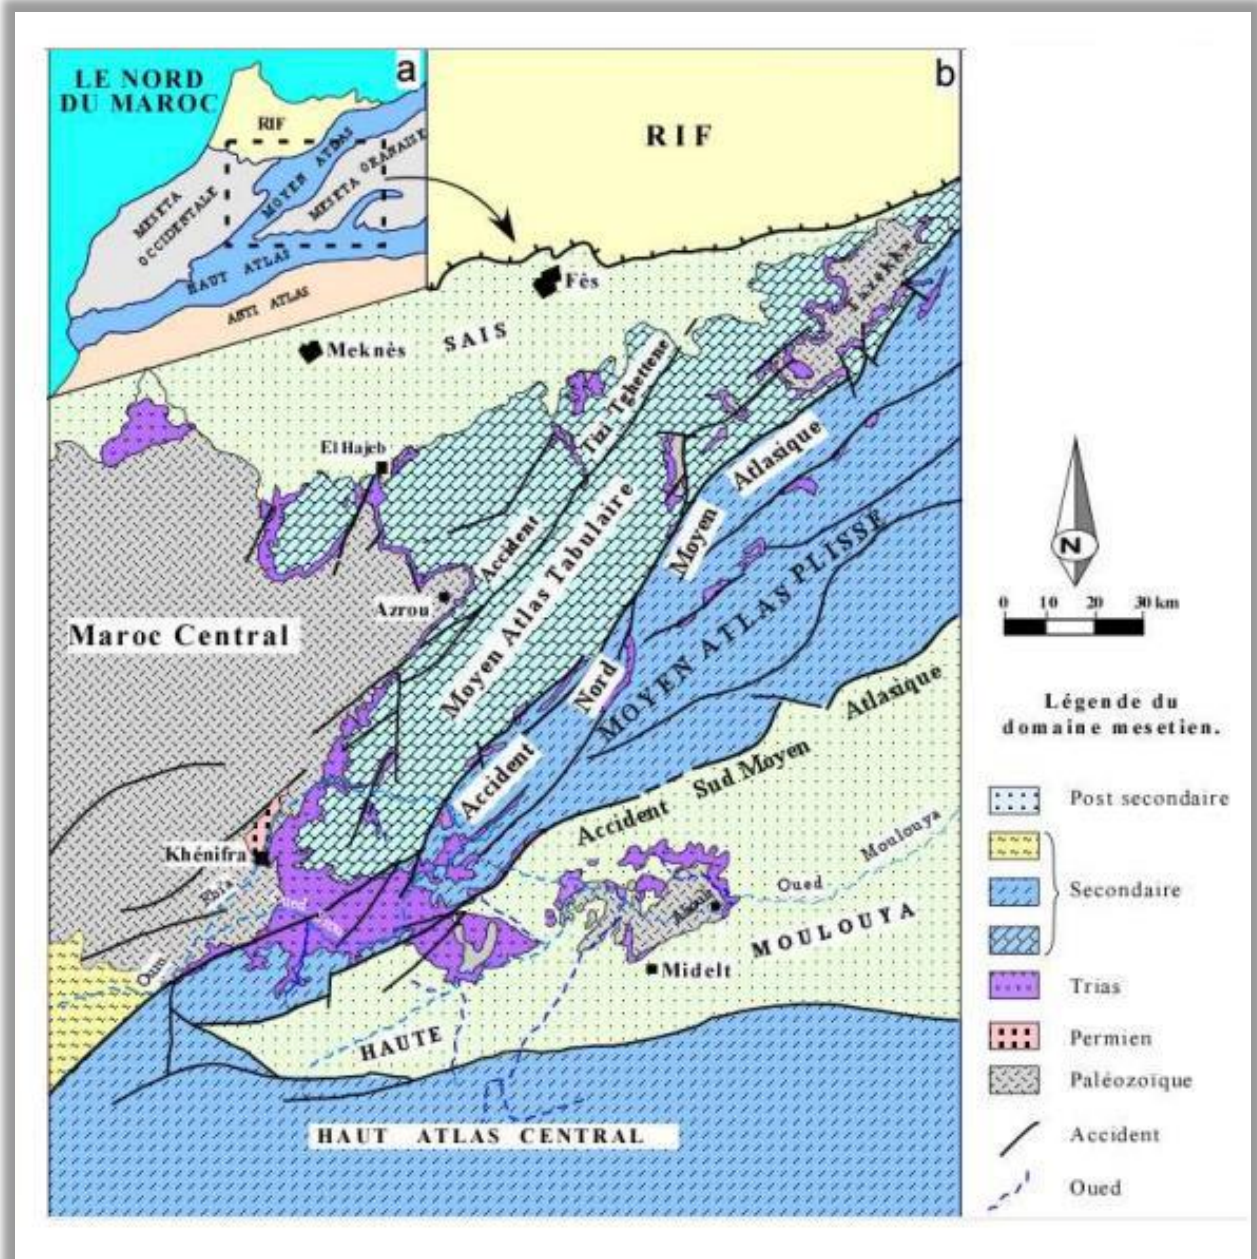 LE NORD
DU MAROC
a
RIF
MOYEN ATLAS
MESETA ORANAISE
MESETA
OCCIDENTALE
HAUT ATLAS
ANTI ATLAS
b
RIF
Fès
Tazekka
SAIS
Meknès
Tizi Tghettene
El Hajeb
Accident
Azrou
Maroc Central
Moyen Atlas Tabulaire
Accident
Nord
Moyen
Atlasique
MOYEN ATLAS PLISSE
Accident
Sud Moyen
Atlasique
Khénifra
Oum
Rbia
Oued
Moulouya
Midelt
HAUTE
MOULOUYA
HAUT ATLAS CENTRAL
N
0 10 20 30 km
Légende du
domaine mesetien.
Post secondaire
Secondaire
Trias
Permien
Paléozoïque
Accident
Oued